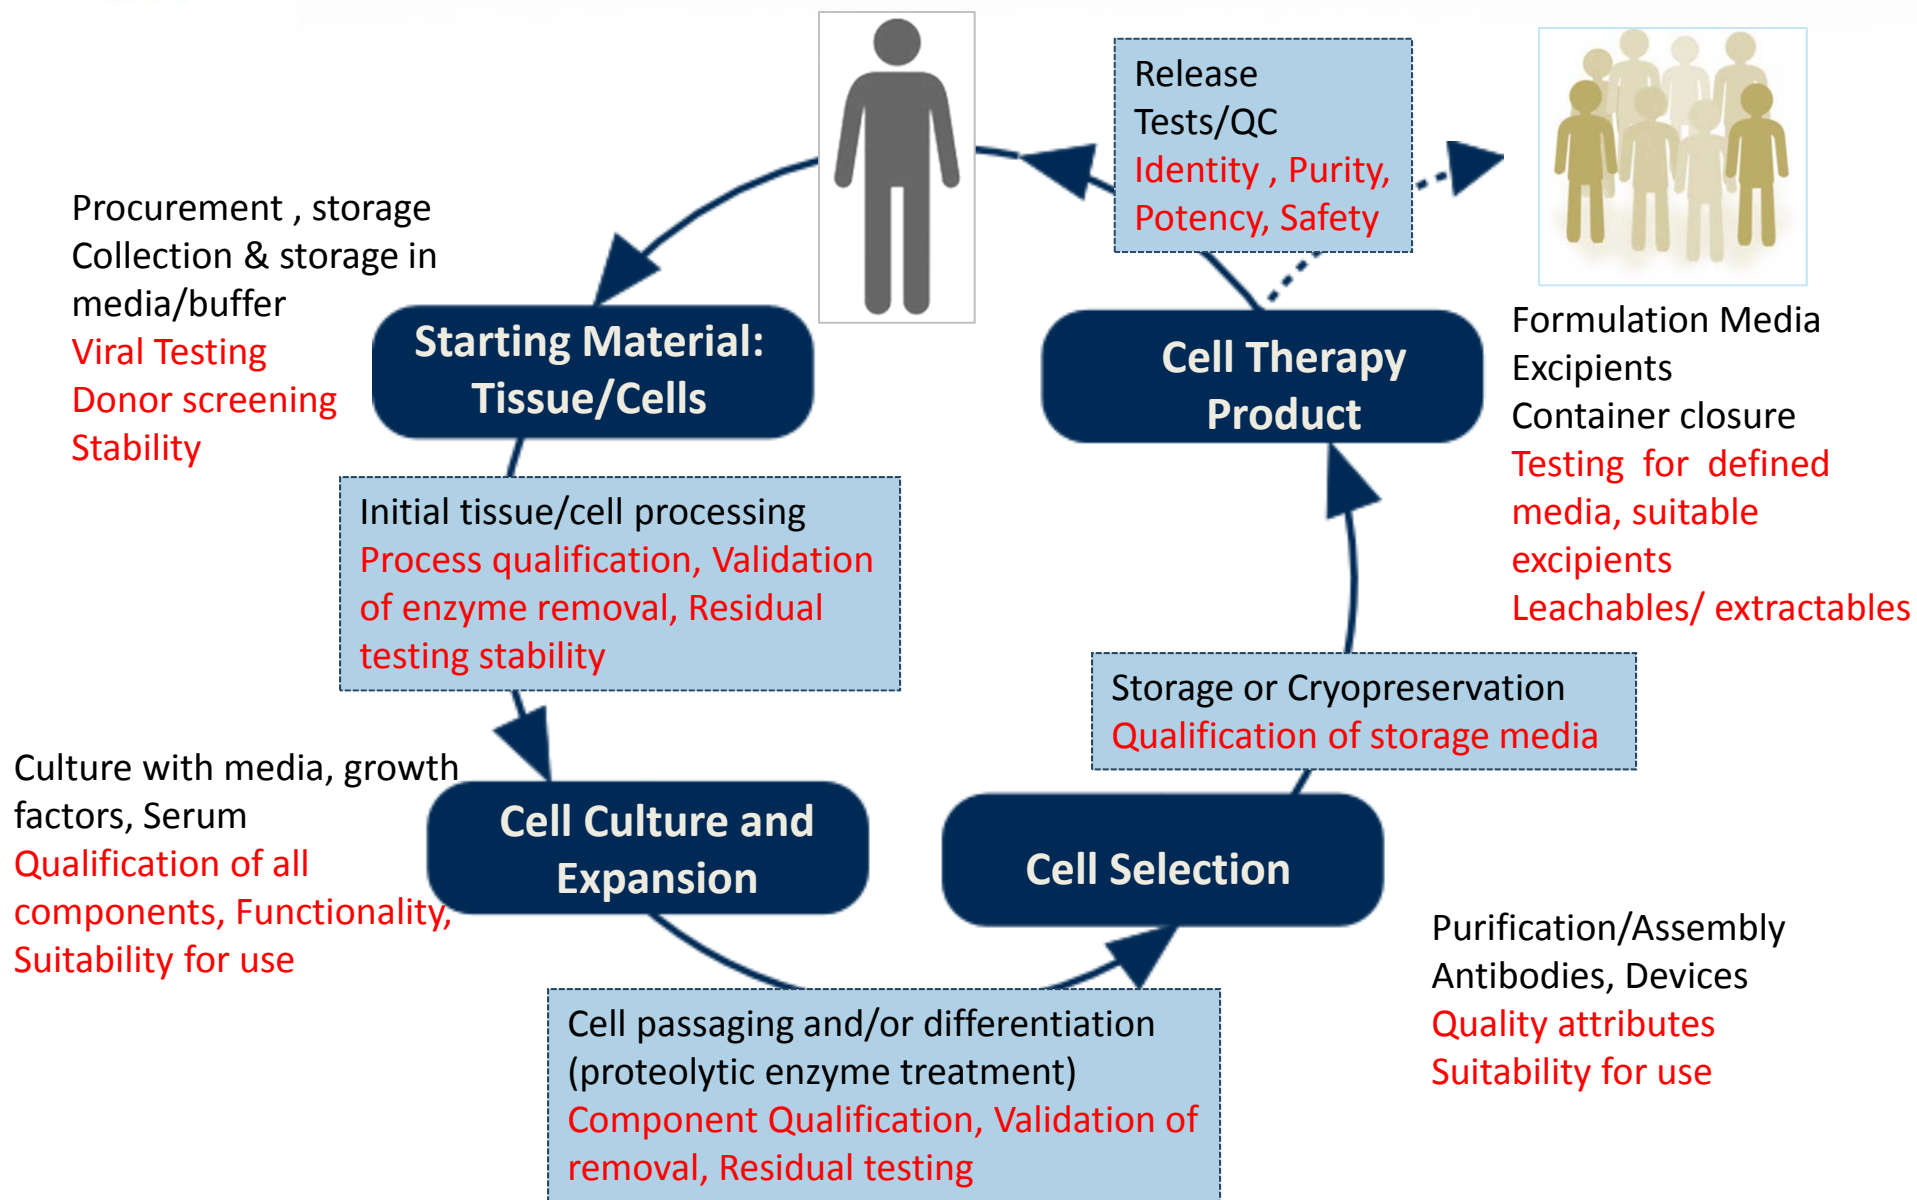 Release
Tests/QC
Identity , Purity,
Potency, Safety
Procurement , storage
Collection & storage in
media/buffer
Viral Testing
Donor screening
Stability
Starting Material:
Tissue/Cells
Cell Therapy
Product
Formulation Media
Excipients
Container closure
Testing for defined
media, suitable
excipients
Leachables/ extractables
Initial tissue/cell processing
Process qualification, Validation
of enzyme removal, Residual
testing stability
Storage or Cryopreservation
Qualification of storage media
Culture with media, growth
factors, Serum
Qualification of all
components, Functionality,
Suitability for use
Cell Culture and
Expansion
Cell Selection
Purification/Assembly
Antibodies, Devices
Quality attributes
Suitability for use
Cell passaging and/or differentiation
(proteolytic enzyme treatment)
Component Qualification, Validation of
removal, Residual testing